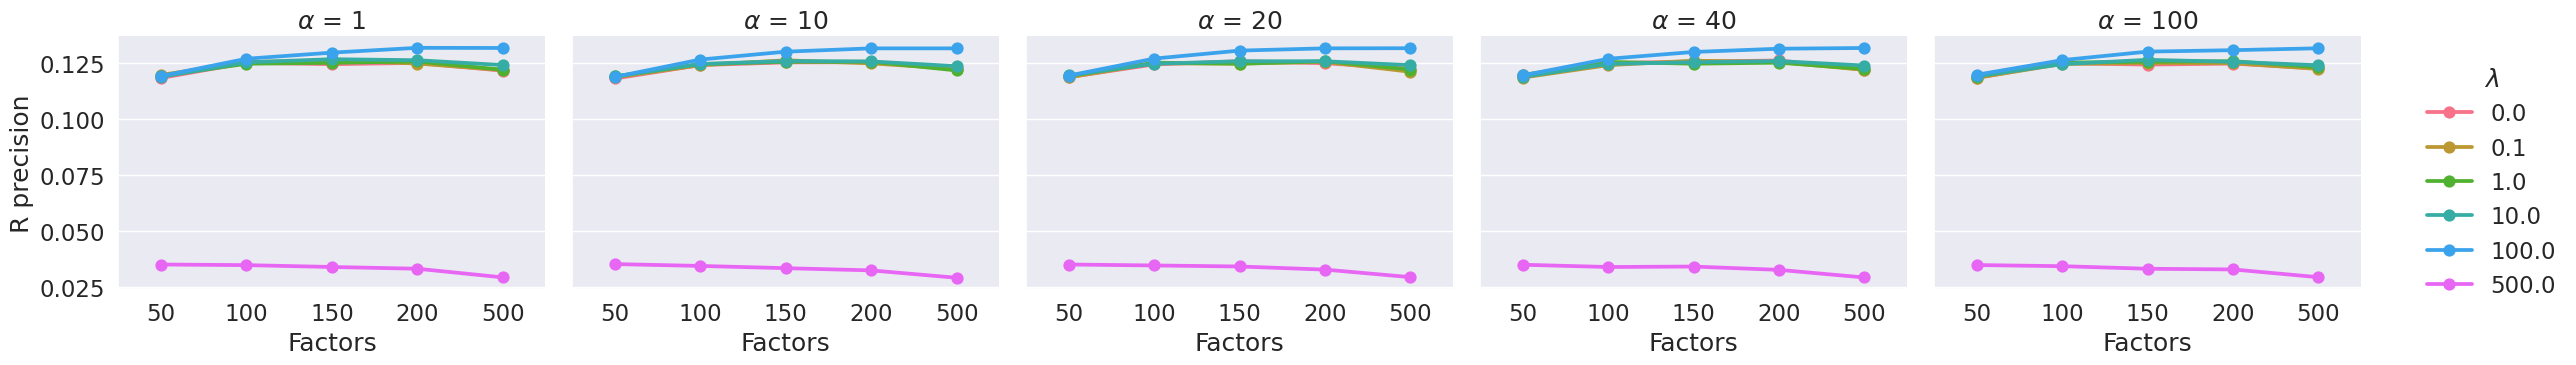 α = 1
α = 10
α = 20
α = 40
α = 100
R precision
0.125
0.100
0.075
0.050
0.025
50 100 150 200 500
50 100 150 200 500
50 100 150 200 500
50 100 150 200 500
50 100 150 200 500
Factors
Factors
Factors
Factors
Factors
λ
0.0
0.1
1.0
10.0
100.0
500.0